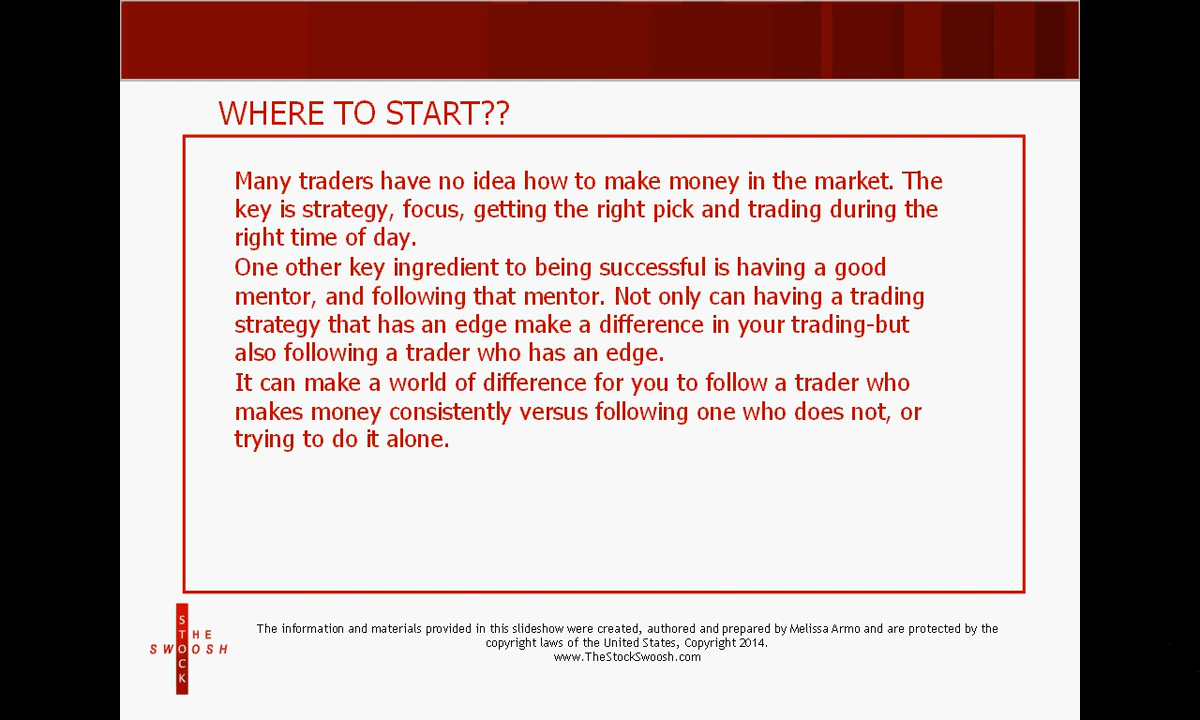 WHERE TO START??
Many traders have no idea how to make money in the market. The
key is strategy, focus, getting the right pick and trading during the
right time of day.
One other key ingredient to being successful is having a good
mentor, and following that mentor. Not only can having a trading
strategy that has an edge make a difference in your trading-but
also following a trader who has an edge.
It can make a world of difference for you to follow a trader who
makes money consistently versus following one who does not, or
trying to do it alone.
THE
STOCK
SWOOSH
The information and materials provided in this slideshow were created, authored and prepared by Melissa Armo and are protected by the
copyright laws of the United States, Copyright 2014.
www.TheStockSwoosh.com